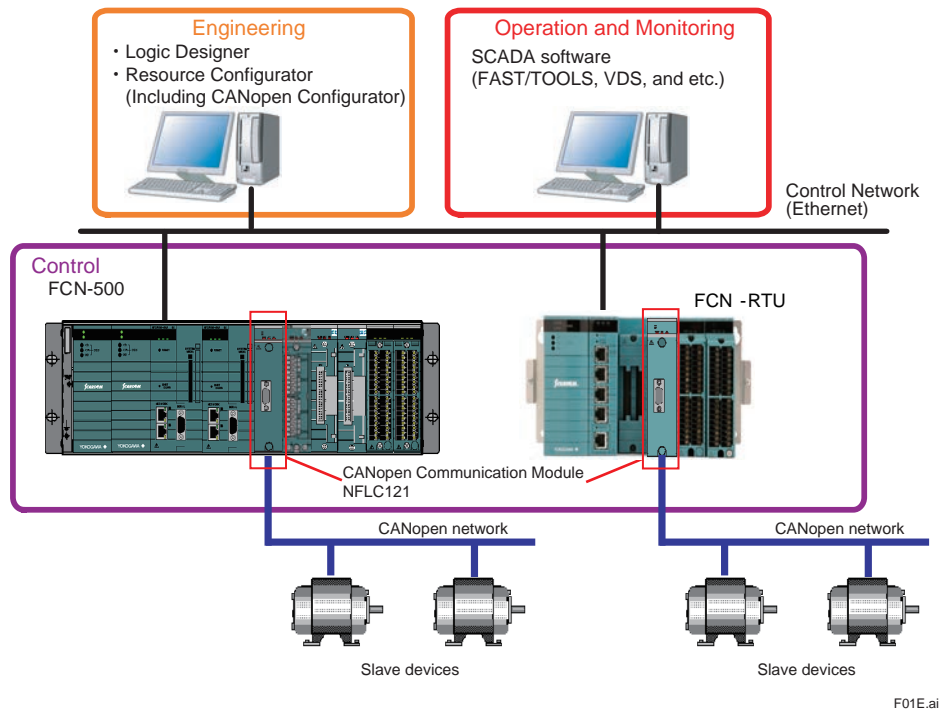 Engineering
・Logic Designer
・Resource Configurator
(Including CANopen Configurator)
Operation and Monitoring
SCADA software
(FAST/TOOLS, VDS, and etc.)
Control Network
(Ethernet)
Control
FCN-500
FCN -RTU
YOKOGAWA
YOKOGAWA
CANopen Communication Module
NFLC121
CANopen network
CANopen network
Slave devices
Slave devices
F01E.ai